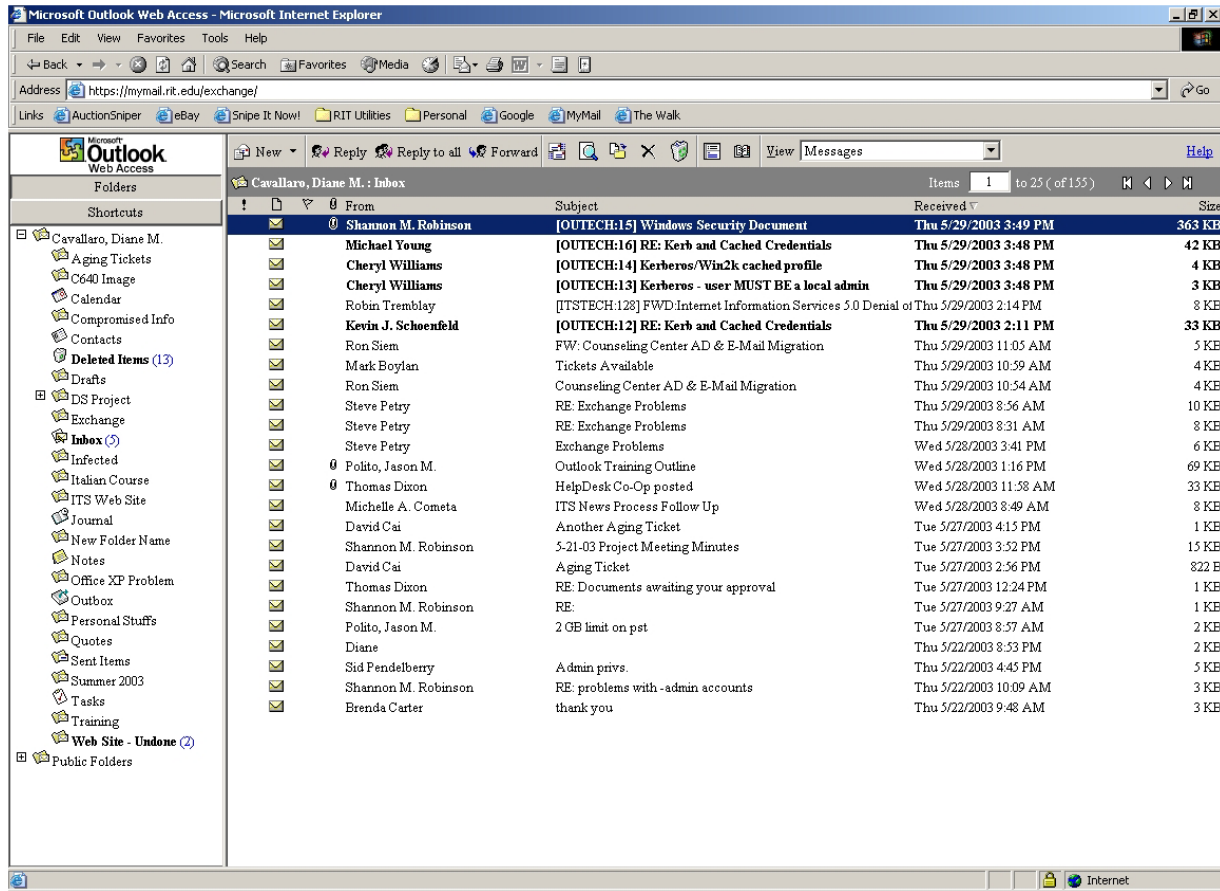 Microsoft Outlook Web Access - Microsoft Internet Explorer
File Edit View Favorites Tools Help
Back Search Favorites Media
Address https://mymail.rit.edu/exchange/ Go
Links AuctionSniper eBay Snipe It Now! RIT Utilities Personal Google MyMail The Walk
Microsoft Outlook Web Access
Folders
Shortcuts
Cavallaro, Diane M.
Aging Tickets
C640 Image
Calendar
Compromised Info
Contacts
Deleted Items (13)
Drafts
DS Project
Exchange
Inbox (5)
Infected
Italian Course
ITS Web Site
Journal
New Folder Name
Notes
Office XP Problem
Outbox
Personal Stuffs
Quotes
Sent Items
Summer 2003
Tasks
Training
Web Site - Undone (2)
Public Folders
New Reply Reply to all Forward View Messages Help
Cavallaro, Diane M. : Inbox Items 1 to 25 ( of 155 )
! From Subject Received Size
Shannon M. Robinson [OUTECH:15] Windows Security Document Thu 5/29/2003 3:49 PM 363 KB
Michael Young [OUTECH:16] RE: Kerb and Cached Credentials Thu 5/29/2003 3:48 PM 42 KB
Cheryl Williams [OUTECH:14] Kerberos/Win2k cached profile Thu 5/29/2003 3:48 PM 4 KB
Cheryl Williams [OUTECH:13] Kerberos - user MUST BE a local admin Thu 5/29/2003 3:48 PM 3 KB
Robin Tremblay [ITSTECH:128] FWD:Internet Information Services 5.0 Denial of Thu 5/29/2003 2:14 PM 8 KB
Kevin J. Schoenfeld [OUTECH:12] RE: Kerb and Cached Credentials Thu 5/29/2003 2:11 PM 33 KB
Ron Siem FW: Counseling Center AD & E-Mail Migration Thu 5/29/2003 11:05 AM 5 KB
Mark Boylan Tickets Available Thu 5/29/2003 10:59 AM 4 KB
Ron Siem Counseling Center AD & E-Mail Migration Thu 5/29/2003 10:54 AM 4 KB
Steve Petry RE: Exchange Problems Thu 5/29/2003 8:56 AM 10 KB
Steve Petry RE: Exchange Problems Thu 5/29/2003 8:31 AM 8 KB
Steve Petry Exchange Problems Wed 5/28/2003 3:41 PM 6 KB
Polito, Jason M. Outlook Training Outline Wed 5/28/2003 1:16 PM 69 KB
Thomas Dixon HelpDesk Co-Op posted Wed 5/28/2003 11:58 AM 33 KB
Michelle A. Cometa ITS News Process Follow Up Wed 5/28/2003 8:49 AM 8 KB
David Cai Another Aging Ticket Tue 5/27/2003 4:15 PM 1 KB
Shannon M. Robinson 5-21-03 Project Meeting Minutes Tue 5/27/2003 3:52 PM 15 KB
David Cai Aging Ticket Tue 5/27/2003 2:56 PM 822 B
Thomas Dixon RE: Documents awaiting your approval Tue 5/27/2003 12:24 PM 1 KB
Shannon M. Robinson RE: Tue 5/27/2003 9:27 AM 1 KB
Polito, Jason M. 2 GB limit on pst Tue 5/27/2003 8:57 AM 2 KB
Diane Thu 5/22/2003 8:53 PM 2 KB
Sid Pendelberry Admin privs. Thu 5/22/2003 4:45 PM 5 KB
Shannon M. Robinson RE: problems with -admin accounts Thu 5/22/2003 10:09 AM 3 KB
Brenda Carter thank you Thu 5/22/2003 9:48 AM 3 KB
Internet